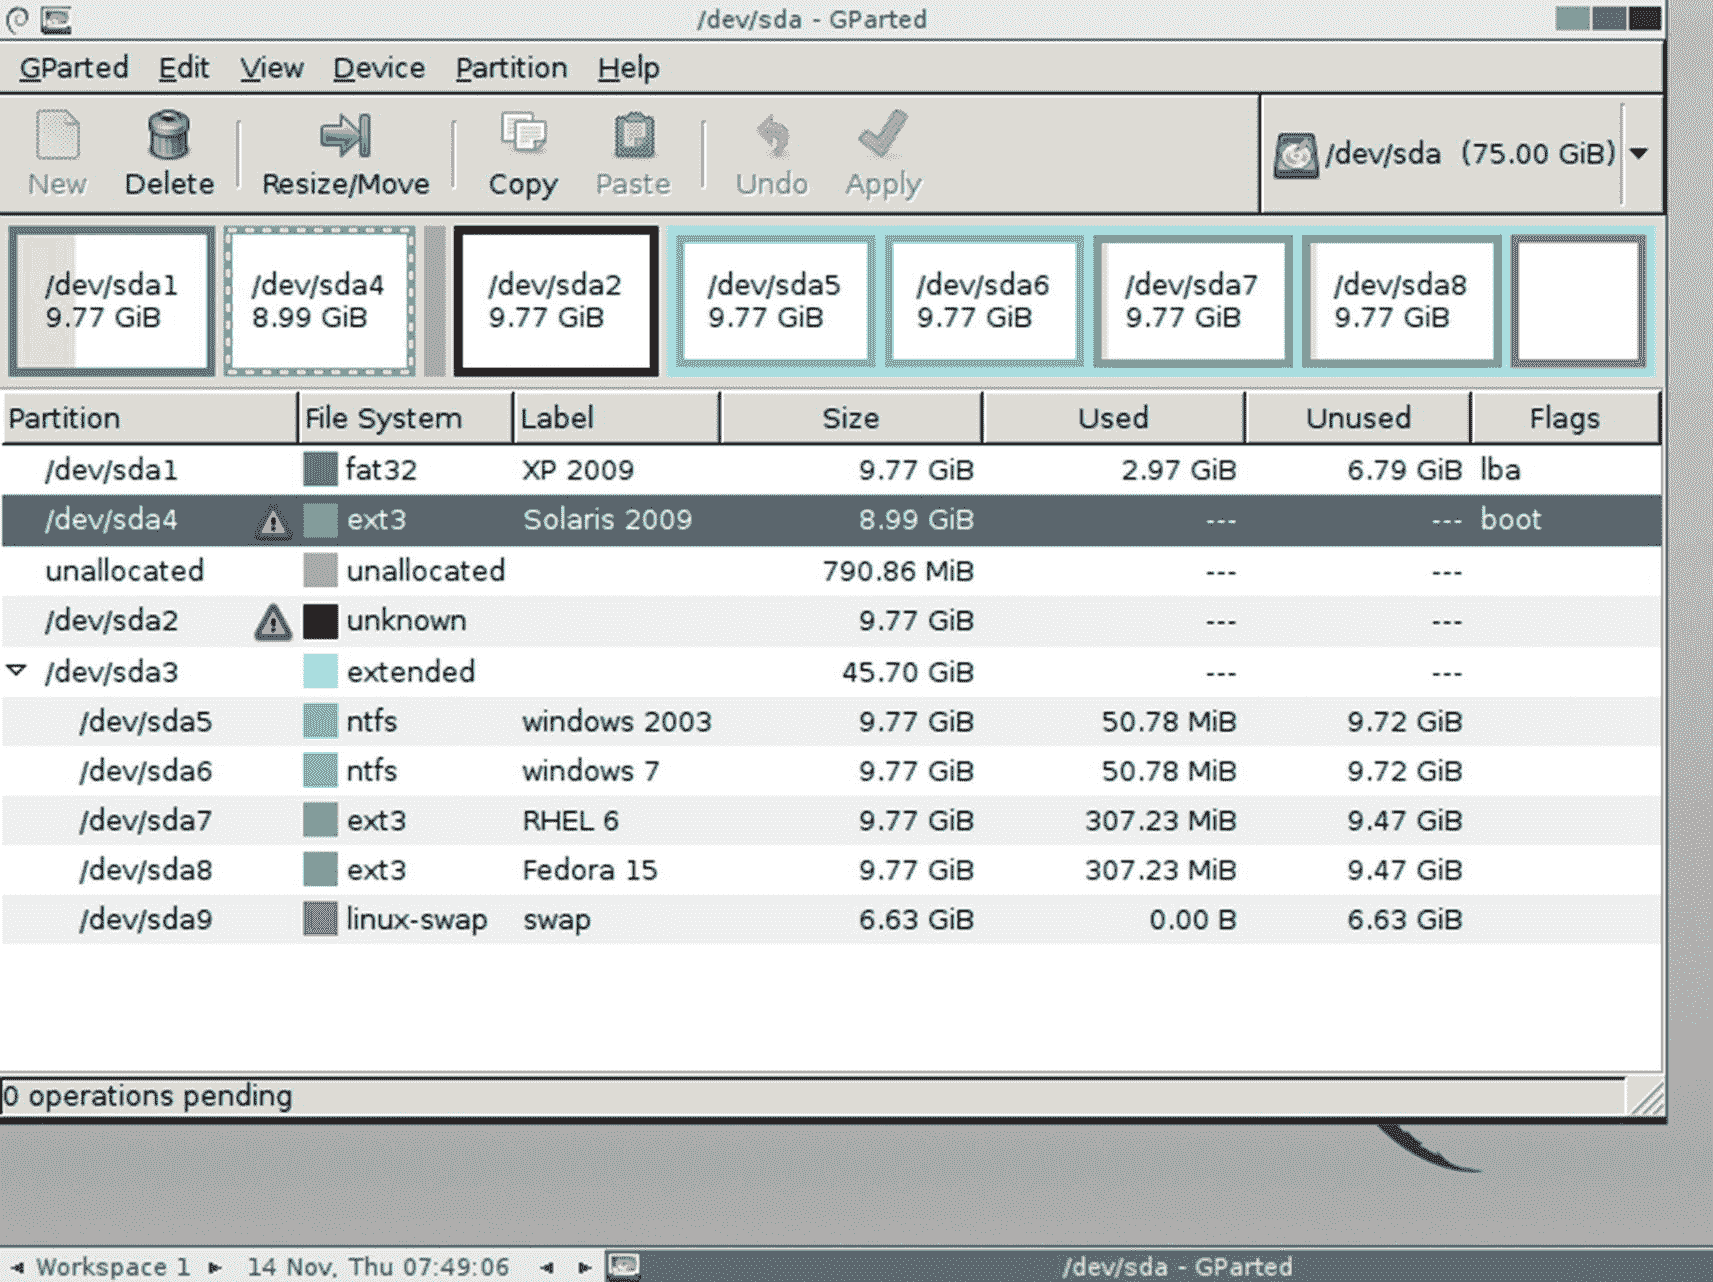 /dev/sda - GParted
GParted Edit View Device Partition Help
New Delete Resize/Move Copy Paste Undo Apply /dev/sda (75.00 GiB)
/dev/sda1 /dev/sda4 /dev/sda2 /dev/sda5 /dev/sda6 /dev/sda7 /dev/sda8
9.77 GiB 8.99 GiB 9.77 GiB 9.77 GiB 9.77 GiB 9.77 GiB 9.77 GiB
Partition File System Label Size Used Unused Flags
/dev/sda1 fat32 XP 2009 9.77 GiB 2.97 GiB 6.79 GiB lba
/dev/sda4 ext3 Solaris 2009 8.99 GiB --- --- boot
unallocated unallocated 790.86 MiB --- ---
/dev/sda2 unknown 9.77 GiB --- ---
/dev/sda3 extended 45.70 GiB --- ---
/dev/sda5 ntfs windows 2003 9.77 GiB 50.78 MiB 9.72 GiB
/dev/sda6 ntfs windows 7 9.77 GiB 50.78 MiB 9.72 GiB
/dev/sda7 ext3 RHEL 6 9.77 GiB 307.23 MiB 9.47 GiB
/dev/sda8 ext3 Fedora 15 9.77 GiB 307.23 MiB 9.47 GiB
/dev/sda9 linux-swap swap 6.63 GiB 0.00 B 6.63 GiB
0 operations pending
Workspace 1 14 Nov, Thu 07:49:06 /dev/sda - GParted